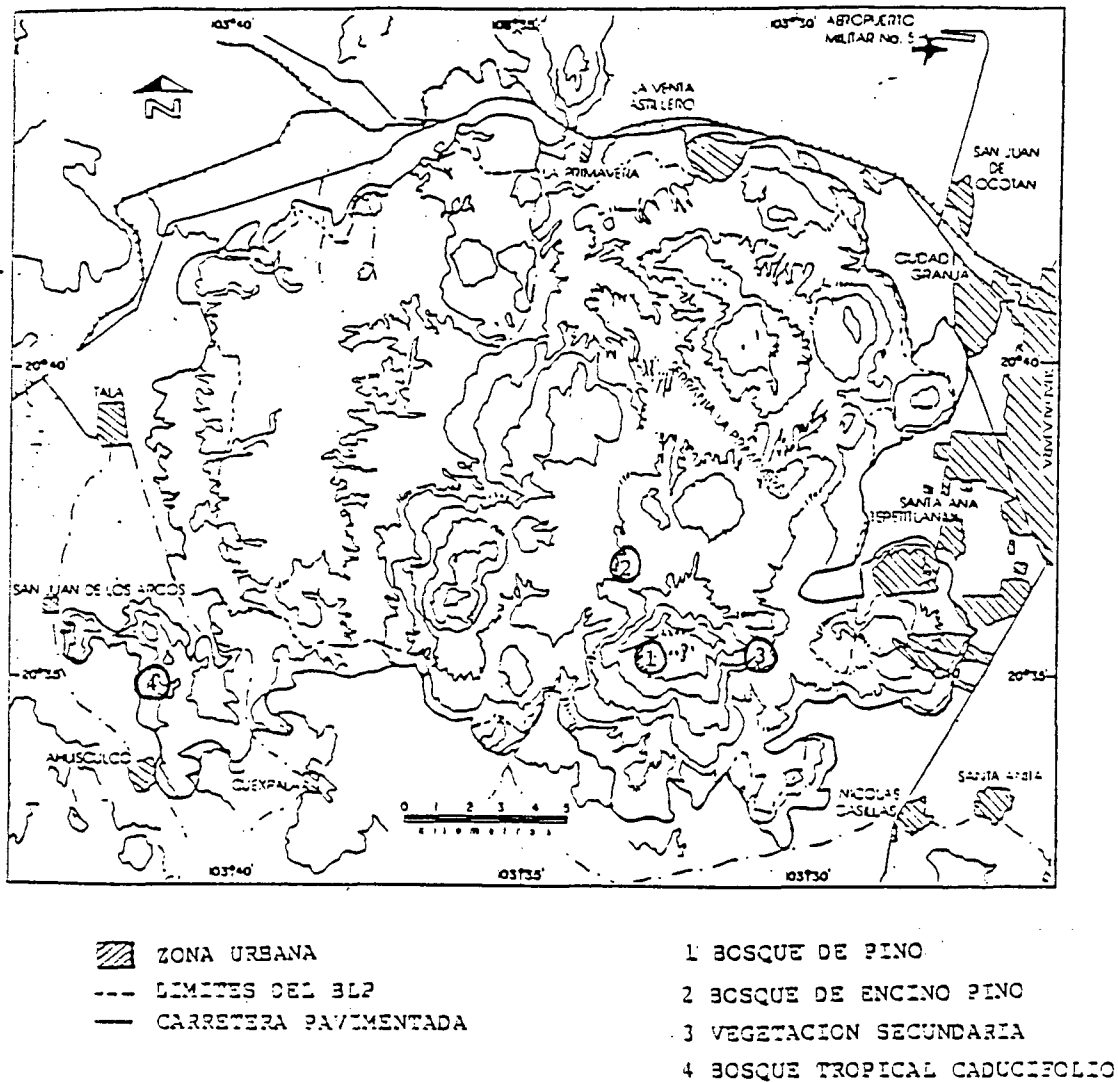 103°40'
103°35'
103°30'
AEROPUERTO
MILITAR No. 5
N
LA VENTA
ASTILLERO
SAN JUAN
DE
OCOTAN
LA PRIMAVERA
CIUDAD
GRANJA
20°40'
20°40'
TALA
SANTA ANA
TEPETITLAN
2
SAN JUAN DE LOS ARCOS
1
3
4
20°35'
20°35'
AHUSCULCO
CUEXPALA
SANTA ANITA
NICOLAS
CASILLAS
0 1 2 3 4 5
kilometros
103°40'
103°35'
103°30'
ZONA URBANA
LIMITES DEL BLP
CARRETERA PAVIMENTADA
1 BOSQUE DE PINO
2 BOSQUE DE ENCINO PINO
3 VEGETACION SECUNDARIA
4 BOSQUE TROPICAL CADUCIFOLIO